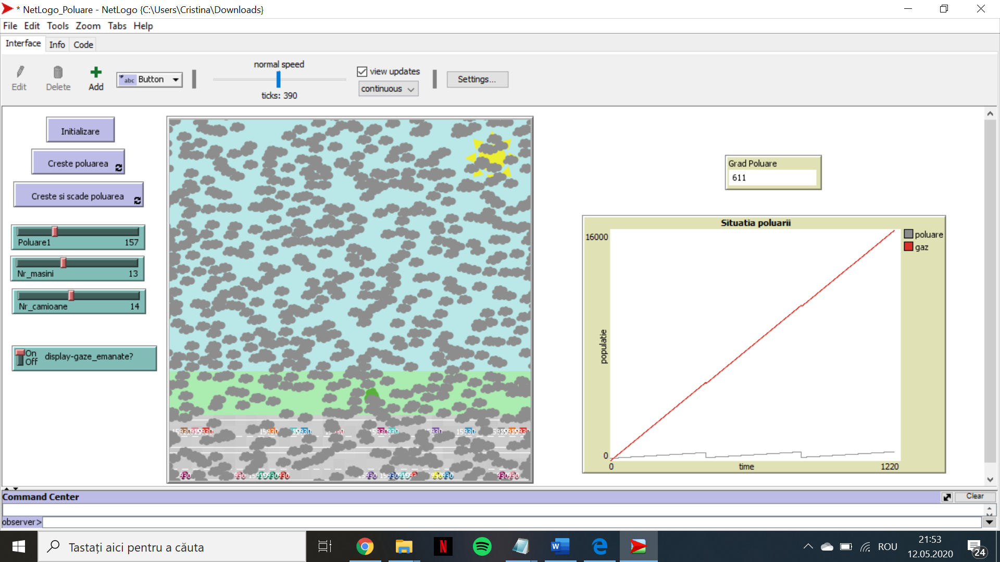 * NetLogo_Poluare - NetLogo {C:\Users\Cristina\Downloads}
File Edit Tools Zoom Tabs Help
Interface Info Code
Edit
Delete
Add
abc Button
normal speed
ticks: 390
view updates
continuous
Settings...
Initializare
Creste poluarea
Creste si scade poluarea
Poluare1 157
Nr_masini 13
Nr_camioane 14
On
Off
display-gaze_emanate?
Grad Poluare
611
Situatia poluarii
16000
0
populatie
0 time 1220
poluare
gaz
Command Center
Clear
observer>
Tastați aici pentru a căuta
ROU
21:53
12.05.2020
24